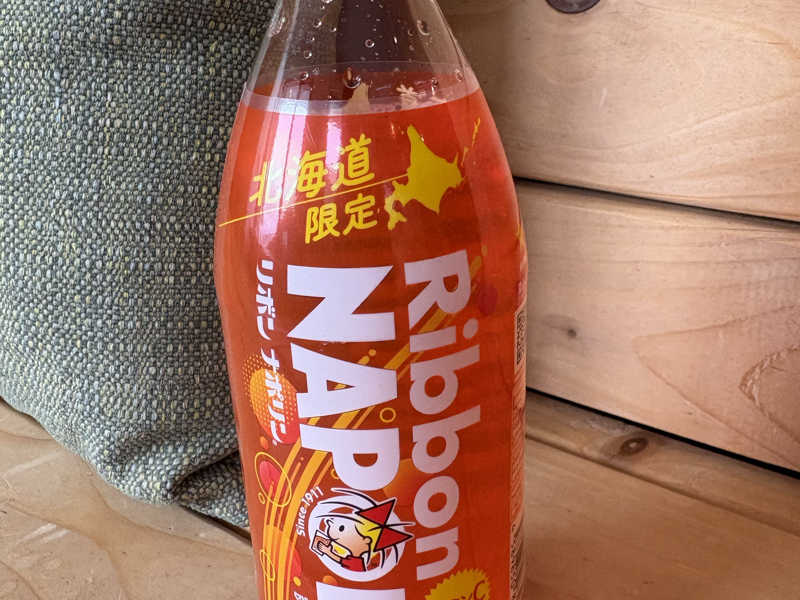 北海道
限定
Ribbon
NAPO
リボン ナポリン
Since 1911